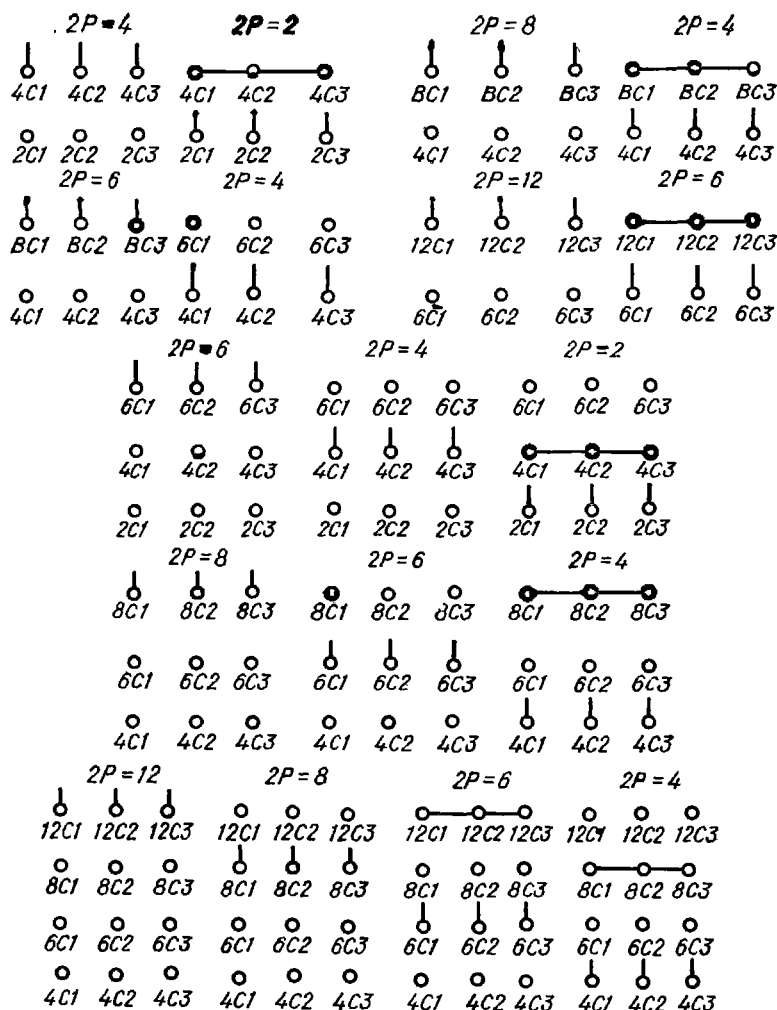 2P=4 2P=2 2P=8 2P=4
4C1 4C2 4C3 4C1 4C2 4C3 8C1 8C2 8C3 8C1 8C2 8C3
2C1 2C2 2C3 2C1 2C2 2C3 4C1 4C2 4C3 4C1 4C2 4C3
2P=6 2P=4 2P=12 2P=6
8C1 8C2 8C3 6C1 6C2 6C3 12C1 12C2 12C3 12C1 12C2 12C3
4C1 4C2 4C3 4C1 4C2 4C3 6C1 6C2 6C3 6C1 6C2 6C3
2P=6 2P=4 2P=2
6C1 6C2 6C3 6C1 6C2 6C3 6C1 6C2 6C3
4C1 4C2 4C3 4C1 4C2 4C3 4C1 4C2 4C3
2C1 2C2 2C3 2C1 2C2 2C3 2C1 2C2 2C3
2P=8 2P=6 2P=4
8C1 8C2 8C3 8C1 8C2 8C3 8C1 8C2 8C3
6C1 6C2 6C3 6C1 6C2 6C3 6C1 6C2 6C3
4C1 4C2 4C3 4C1 4C2 4C3 4C1 4C2 4C3
2P=12 2P=8 2P=6 2P=4
12C1 12C2 12C3 12C1 12C2 12C3 12C1 12C2 12C3 12C1 12C2 12C3
8C1 8C2 8C3 8C1 8C2 8C3 8C1 8C2 8C3 8C1 8C2 8C3
6C1 6C2 6C3 6C1 6C2 6C3 6C1 6C2 6C3 6C1 6C2 6C3
4C1 4C2 4C3 4C1 4C2 4C3 4C1 4C2 4C3 4C1 4C2 4C3